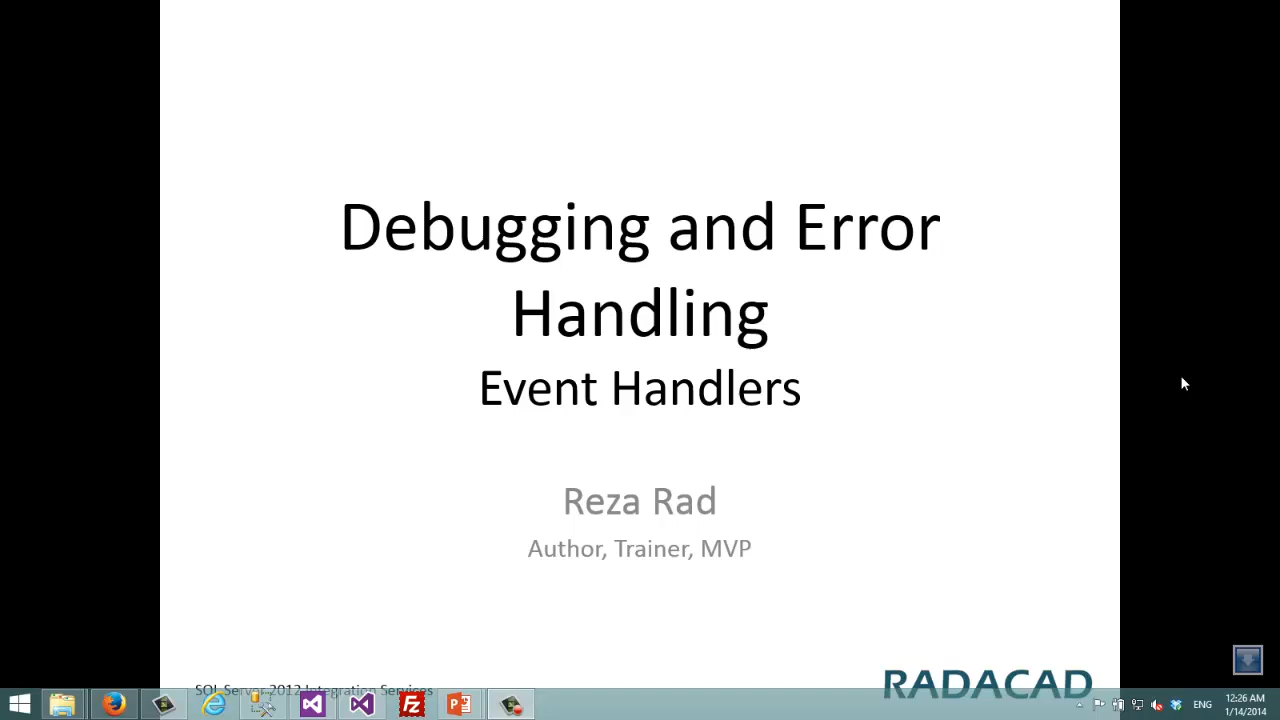 Debugging and Error
Handling
Event Handlers
Reza Rad
Author, Trainer, MVP
SQL Server 2012 Integration Services
RADACAD
ENG
12:26 AM
1/14/2014